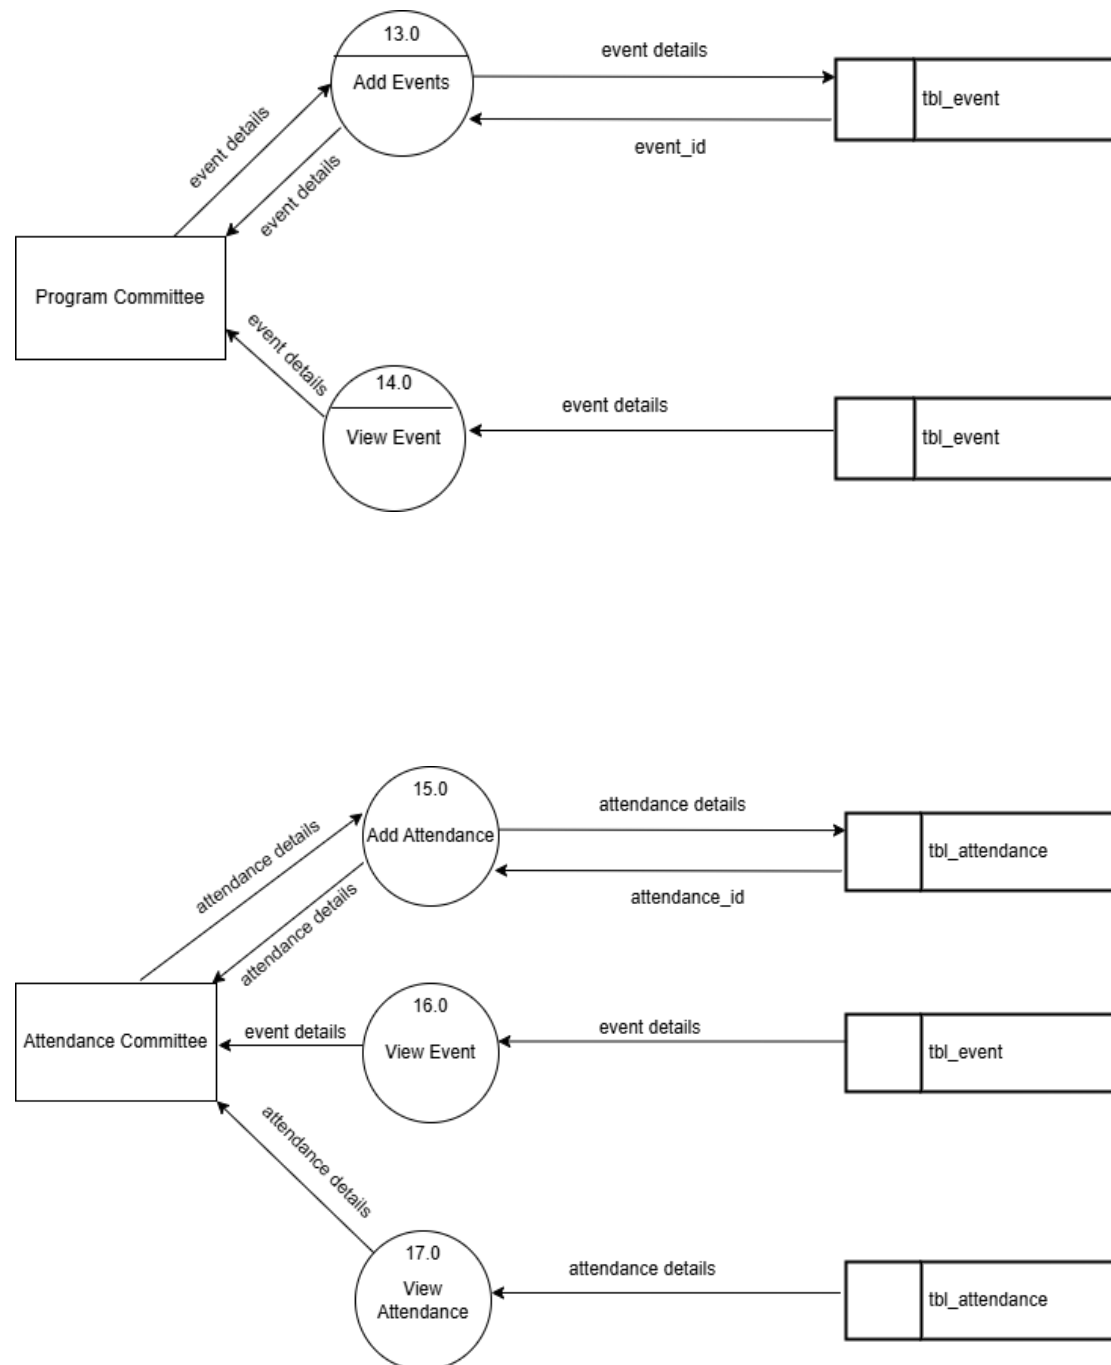 13.0
Add Events
event details
tbl_event
event_id
event details
event details
Program Committee
event details
14.0
View Event
event details
tbl_event
15.0
Add Attendance
attendance details
tbl_attendance
attendance_id
attendance details
attendance details
Attendance Committee
event details
16.0
View Event
event details
tbl_event
attendance details
17.0
View
Attendance
attendance details
tbl_attendance